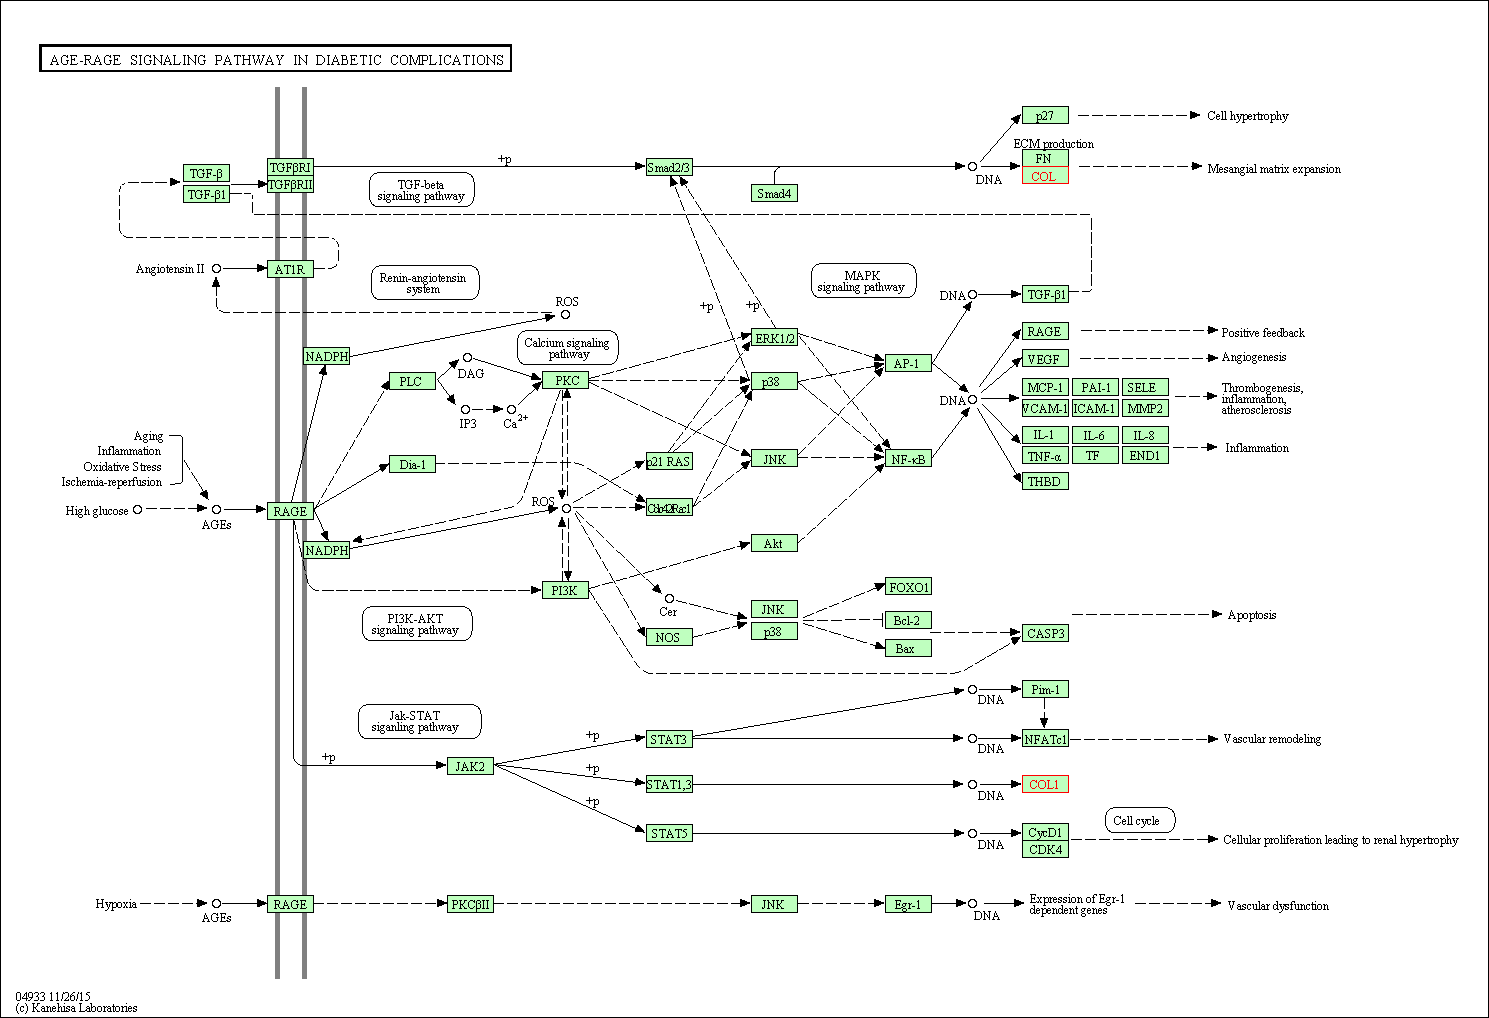 AGE-RAGE SIGNALING PATHWAY IN DIABETIC COMPLICATIONS
p27
Cell hypertrophy
ECM production
FN
COL
Mesangial matrix expansion
DNA
TGF-β
TGF-β1
TGFβRI
TGFβRII
+p
TGF-beta
signaling pathway
Smad2/3
Smad4
Angiotensin II
AT1R
Renin-angiotensin
system
MAPK
signaling pathway
DNA
TGF-β1
ROS
+p
+p
NADPH
Calcium signaling
pathway
ERK1/2
AP-1
RAGE
Positive feedback
VEGF
Angiogenesis
PLC
DAG
PKC
p38
IP3
Ca2+
DNA
MCP-1
PAI-1
SELE
VCAM-1
ICAM-1
MMP2
Thrombogenesis,
inflammation,
atherosclerosis
IL-1
IL-6
IL-8
TNF-α
TF
END1
Inflammation
THBD
Aging
Inflammation
Oxidative Stress
Ischemia-reperfusion
High glucose
AGEs
RAGE
Dia-1
NADPH
ROS
p21 RAS
JNK
NF-κB
Akt
PI3K
PI3K-AKT
signaling pathway
Cer
NOS
JNK
p38
FOXO1
Bcl-2
Bax
CASP3
Apoptosis
Jak-STAT
siganling pathway
+p
JAK2
+p
+p
+p
STAT3
STAT1,3
STAT5
DNA
Pim-1
DNA
NFATc1
Vascular remodeling
DNA
COL1
DNA
CycD1
CDK4
Cell cycle
Cellular proliferation leading to renal hypertrophy
Hypoxia
AGEs
RAGE
PKCβII
JNK
Egr-1
DNA
Expression of Egr-1
dependent genes
Vascular dysfunction
04933 11/26/15
(c) Kanehisa Laboratories